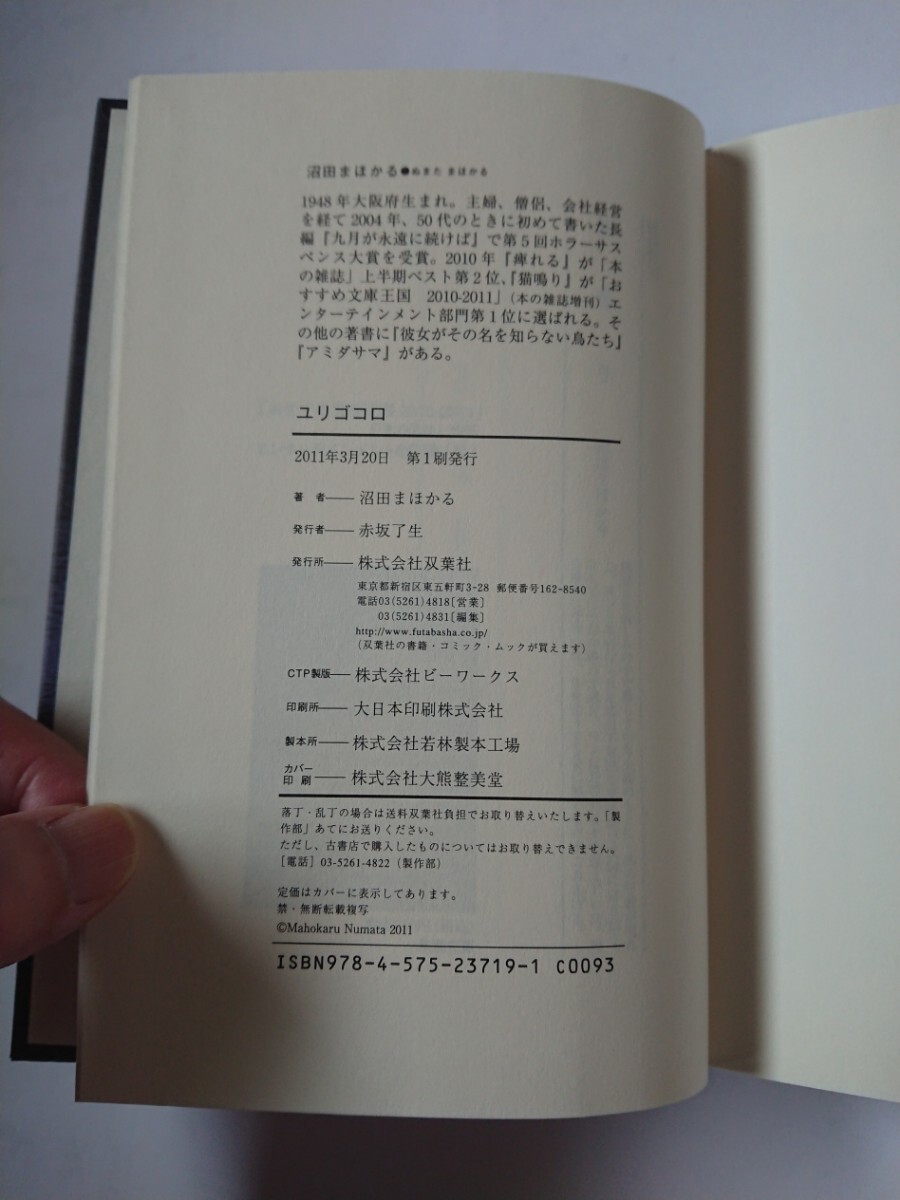 沼田まほかる●ぬまた まほかる
1948年大阪府生まれ。主婦、僧侶、会社経営
を経て2004年、50代のときに初めて書いた長
編『九月が永遠に続けば』で第5回ホラーサス
ペンス大賞を受賞。2010年『痺れる』が「本
の雑誌」上半期ベスト第2位、『猫鳴り』が「お
すすめ文庫王国 2010-2011」(本の雑誌増刊)エ
ンターテインメント部門第1位に選ばれる。そ
の他の著書に『彼女がその名を知らない鳥たち』
『アミダサマ』がある。
ユリゴコロ
2011年3月20日 第1刷発行
著 者── 沼田まほかる
発行者── 赤坂了生
発行所── 株式会社双葉社
東京都新宿区東五軒町3-28 郵便番号162-8540
電話03(5261)4818[営業]
03(5261)4831[編集]
http://www.futabasha.co.jp/
(双葉社の書籍・コミック・ムックが買えます)
CTP製版── 株式会社ビーワークス
印刷所── 大日本印刷株式会社
製本所── 株式会社若林製本工場
カバー
印 刷── 株式会社大熊整美堂
落丁・乱丁の場合は送料双葉社負担でお取り替えいたします。「製
作部」あてにお送りください。
ただし、古書店で購入したものについてはお取り替えできません。
[電話] 03-5261-4822 (製作部)
定価はカバーに表示してあります。
禁・無断転載複写
©Mahokaru Numata 2011
ISBN978-4-575-23719-1 C0093